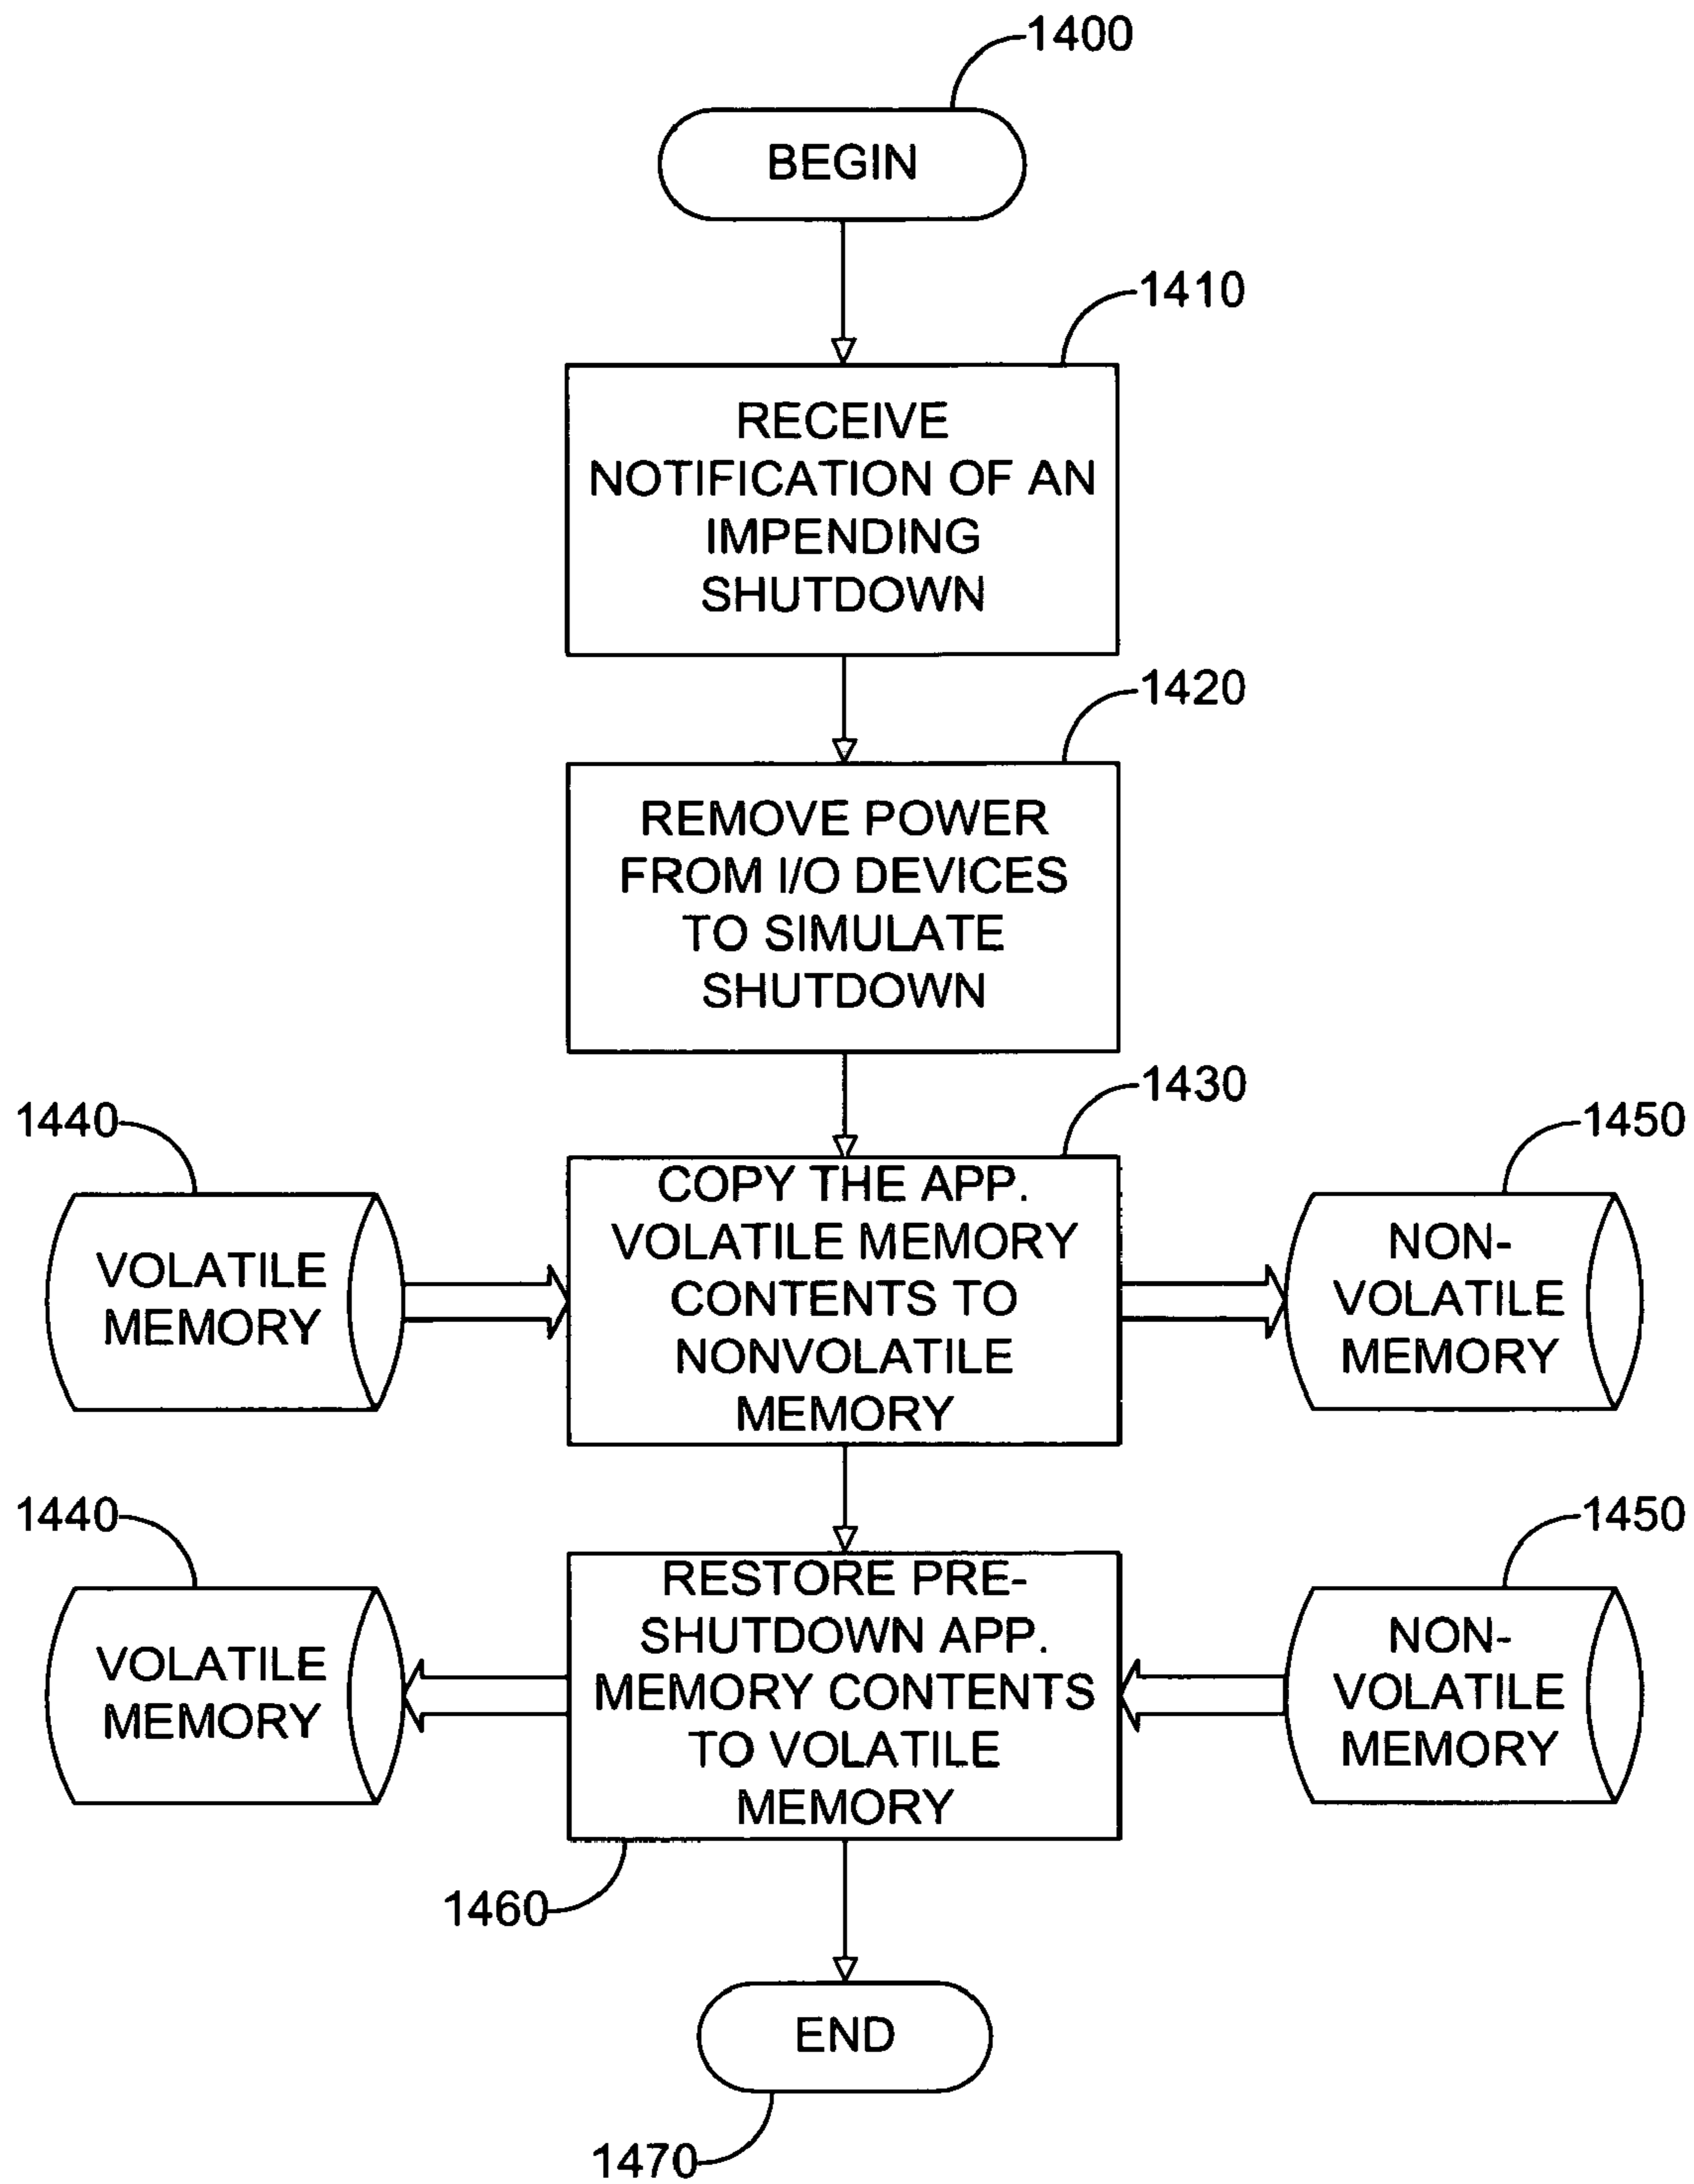 1400
BEGIN
1410
RECEIVE
NOTIFICATION OF AN
IMPENDING
SHUTDOWN
1420
REMOVE POWER
FROM I/O DEVICES
TO SIMULATE
SHUTDOWN
1430
1440
1450
VOLATILE
MEMORY
COPY THE APP.
VOLATILE MEMORY
CONTENTS TO
NONVOLATILE
MEMORY
NON-
VOLATILE
MEMORY
1440
1450
VOLATILE
MEMORY
RESTORE PRE-
SHUTDOWN APP.
MEMORY CONTENTS
TO VOLATILE
MEMORY
NON-
VOLATILE
MEMORY
1460
END
1470